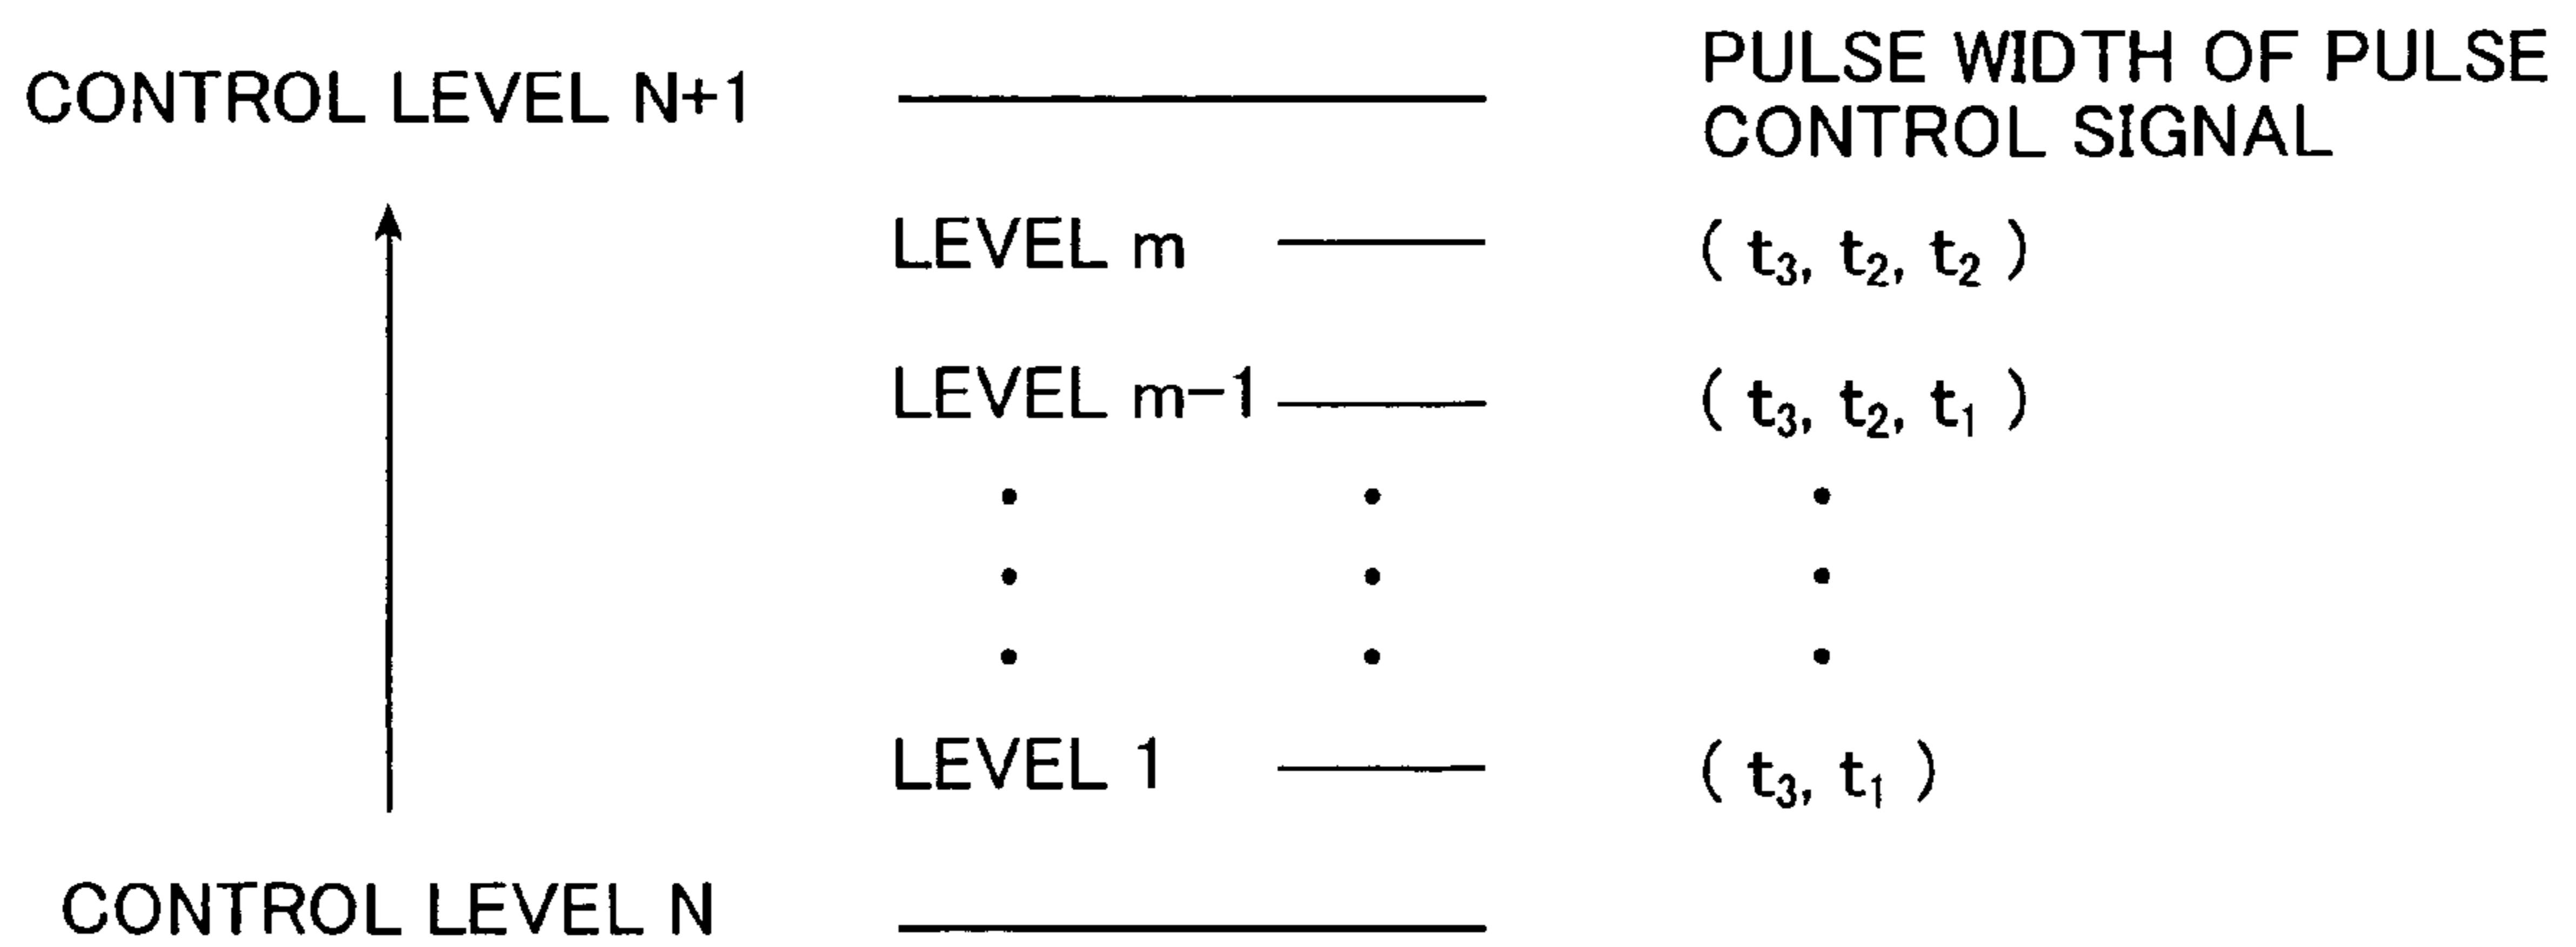 PULSE WIDTH OF PULSE
CONTROL SIGNAL
CONTROL LEVEL N+1
LEVEL m (t₃, t₂, t₂)
LEVEL m−1 (t₃, t₂, t₁)
LEVEL 1 (t₃, t₁)
CONTROL LEVEL N